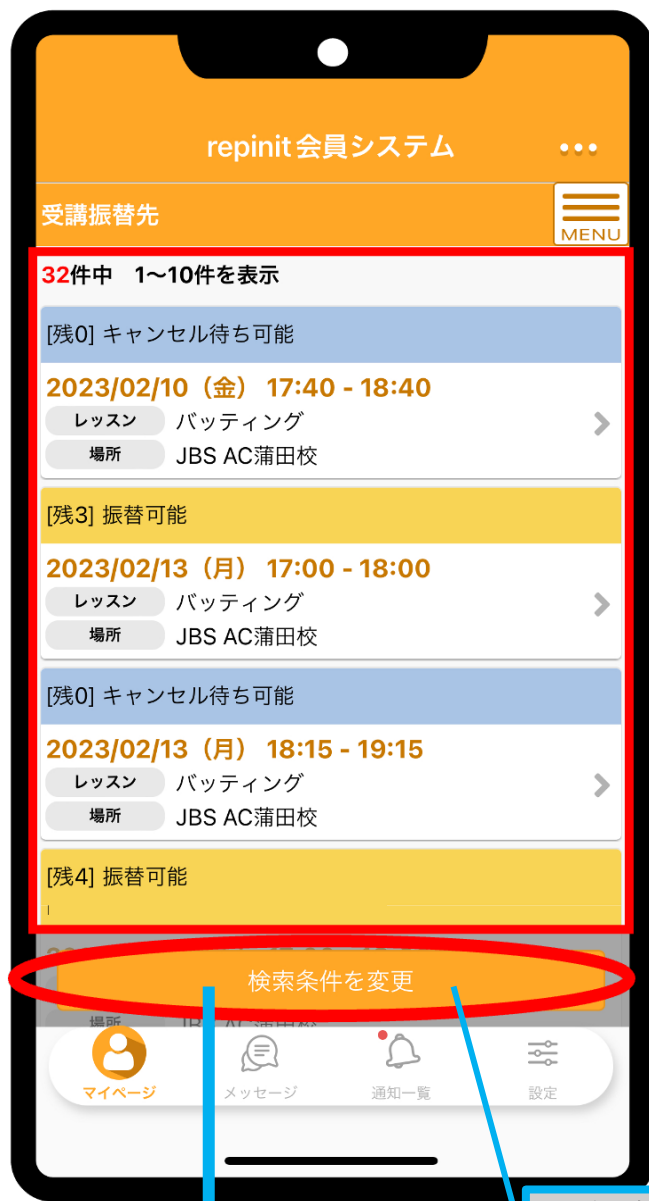 repinit会員システム
受講振替先
MENU
32件中 1〜10件を表示
[残0] キャンセル待ち可能
2023/02/10（金） 17:40 - 18:40
レッスン バッティング
場所 JBS AC蒲田校
[残3] 振替可能
2023/02/13（月） 17:00 - 18:00
レッスン バッティング
場所 JBS AC蒲田校
[残0] キャンセル待ち可能
2023/02/13（月） 18:15 - 19:15
レッスン バッティング
場所 JBS AC蒲田校
[残4] 振替可能
検索条件を変更
マイページ
メッセージ
通知一覧
設定